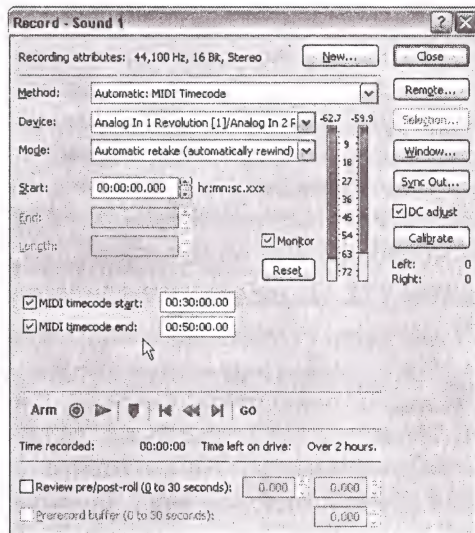 Record - Sound 1
Recording attributes: 44,100 Hz, 16 Bit, Stereo New... Close
Method: Automatic: MIDI Timecode Remote...
Device: Analog In 1 Revolution [1]/Analog In 2 F -62.7 -59.9 Selection...
Mode: Automatic retake (automatically rewind) Window...
9
18
Start: 00:00:00.000 hr:mn:sc.xxx 27 Sync Out...
End: 36
45 DC adjust
Length: 54
Monitor 63 Calibrate
Reset 72 Left: 0
Right: 0
MIDI timecode start: 00:30:00.00
MIDI timecode end: 00:50:00.00
Arm GO
Time recorded: 00:00:00 Time left on drive: Over 2 hours.
Review pre/post-roll (0 to 30 seconds): 0.000 0.000
Prerecord buffer (0 to 30 seconds): 0.000